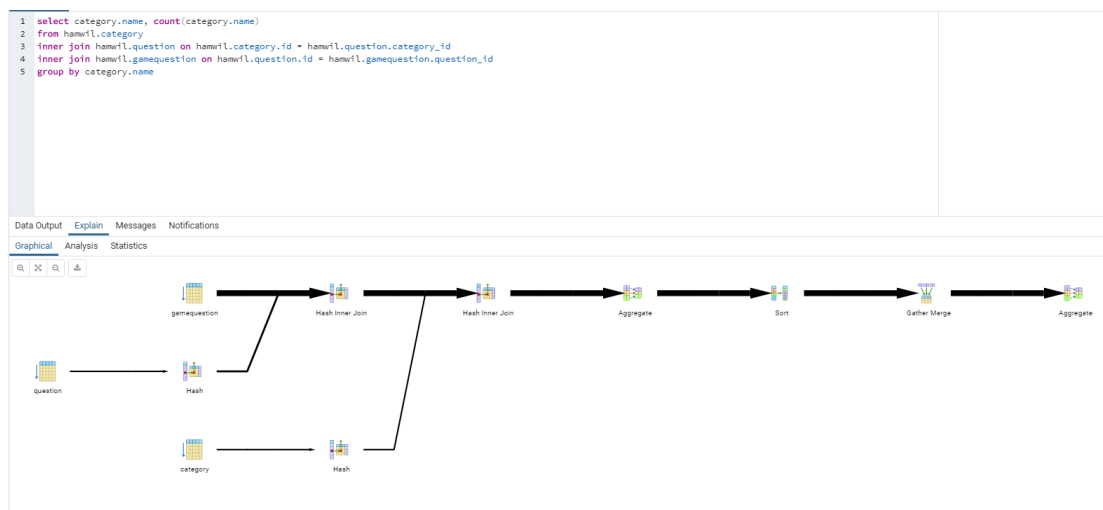 1 select category.name, count(category.name)
2 from hamwil.category
3 inner join hamwil.question on hamwil.category.id = hamwil.question.category_id
4 inner join hamwil.gamequestion on hamwil.question.id = hamwil.gamequestion.question_id
5 group by category.name
Data Output Explain Messages Notifications
Graphical Analysis Statistics
gamequestion Hash Inner Join Hash Inner Join Aggregate Sort Gather Merge Aggregate
question Hash
category Hash